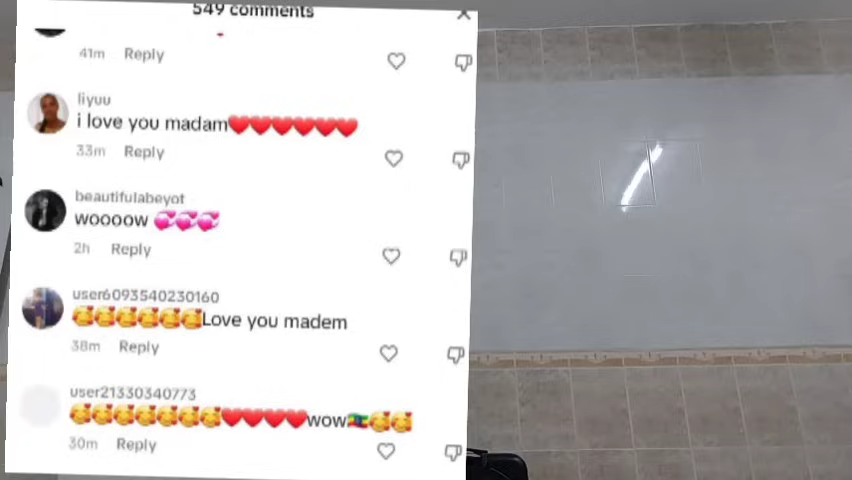 549 comments
41m Reply
liyuu
i love you madam❤️❤️❤️❤️❤️❤️
33m Reply
beautifulabeyot
woooow 💞💞💞
2h Reply
user6093540230160
🥰🥰🥰🥰🥰🥰Love you madem
38m Reply
user21330340773
🥰🥰🥰🥰🥰🥰🥰❤️❤️❤️❤️wow🇪🇹🥰🥰
30m Reply